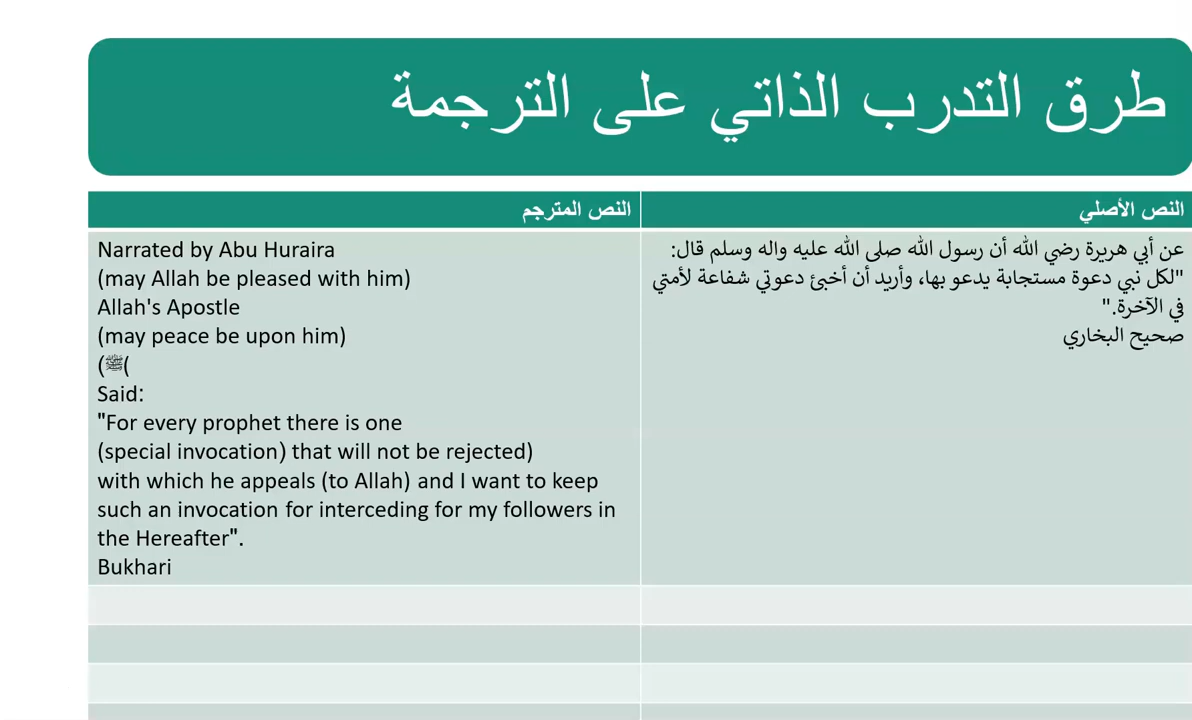 طرق التدرب الذاتي على الترجمة
النص الأصلي
النص المترجم
عن أبي هريرة رضي الله أن رسول الله صلى الله عليه واله وسلم قال:
"لكل نبي دعوة مستجابة يدعو بها، وأريد أن أخبئ دعوتي شفاعة لأمتي
في الآخرة."
صحيح البخاري
Narrated by Abu Huraira
(may Allah be pleased with him)
Allah's Apostle
(may peace be upon him)
(ﷺ(
Said:
"For every prophet there is one
(special invocation) that will not be rejected)
with which he appeals (to Allah) and I want to keep
such an invocation for interceding for my followers in
the Hereafter".
Bukhari